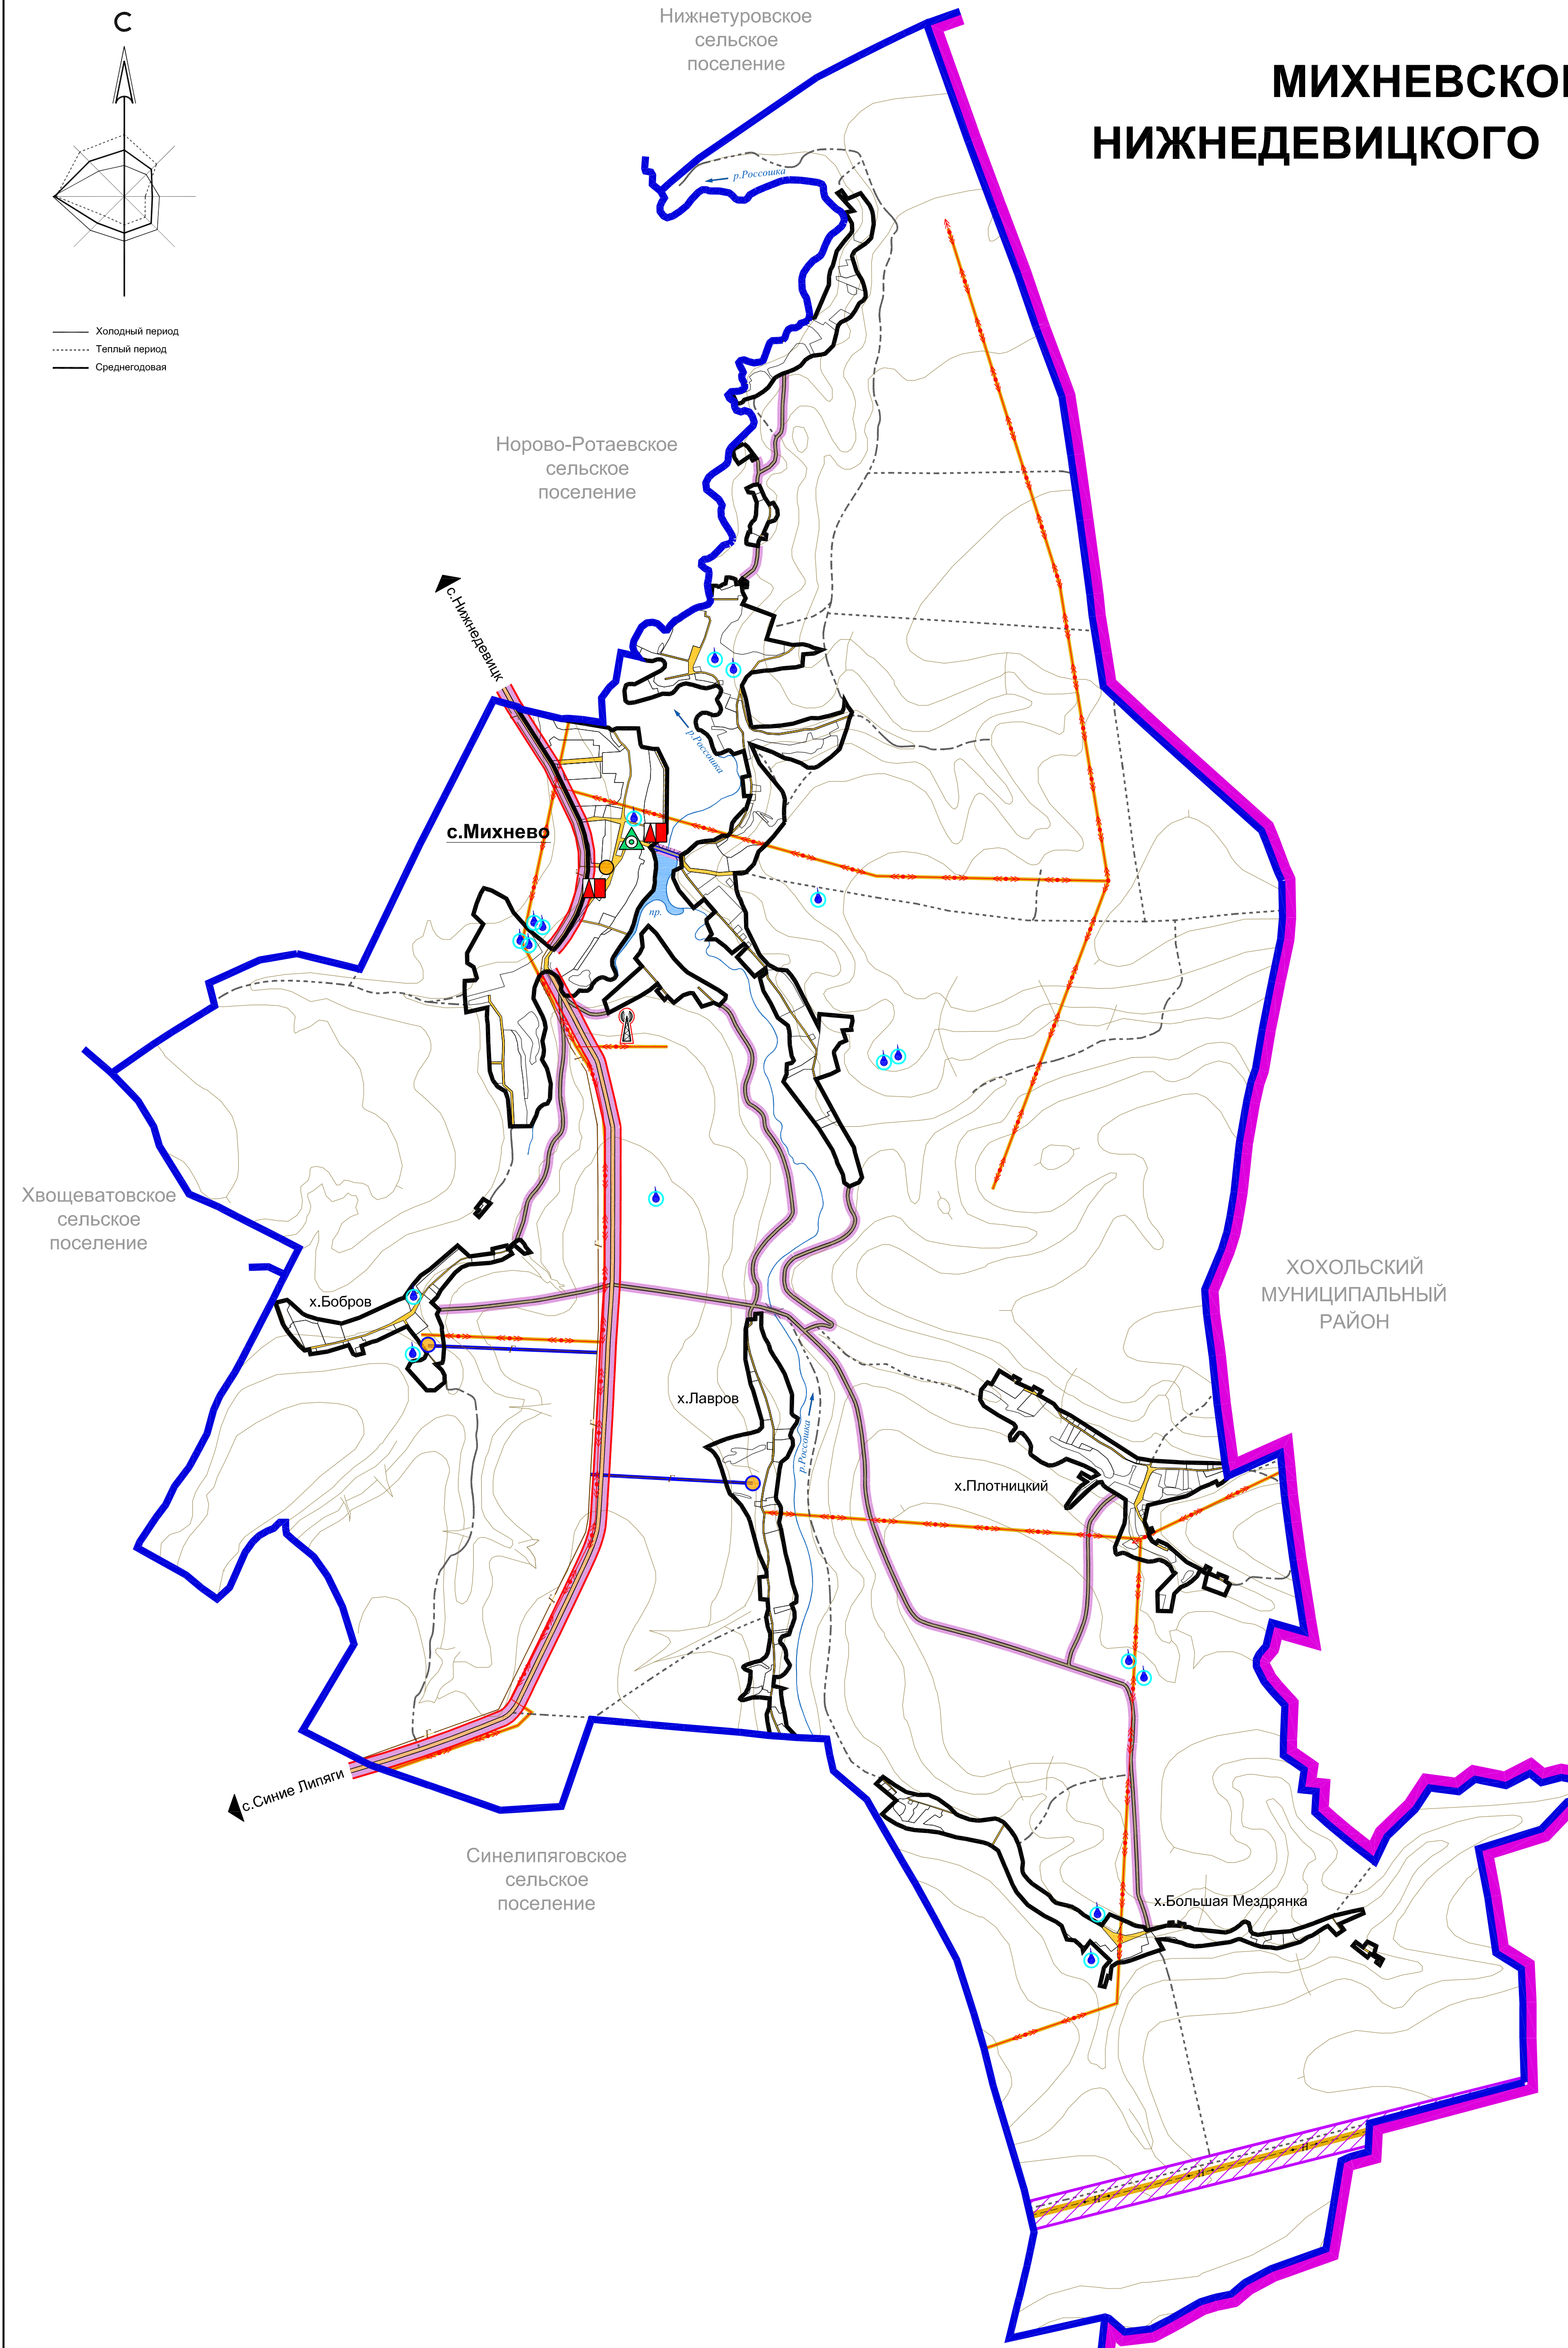 С
Нижнетуровское
сельское
поселение
МИХНЕВСКО
НИЖНЕДЕВИЦКОГО
р.Россошка
Холодный период
Теплый период
Среднегодовая
Норово-Ротаевское
сельское
поселение
с.Нижнедевицк
р.Россошка
с.Михнево
пр.
Хвощеватовское
сельское
поселение
ХОХОЛЬСКИЙ
МУНИЦИПАЛЬНЫЙ
РАЙОН
х.Бобров
Г
Г
х.Лавров
р.Россошка
Г
Г
х.Плотницкий
Г
Г
с.Синие Липяги
Синелипяговское
сельское
поселение
х.Большая Мездрянка
Н
Н
Н